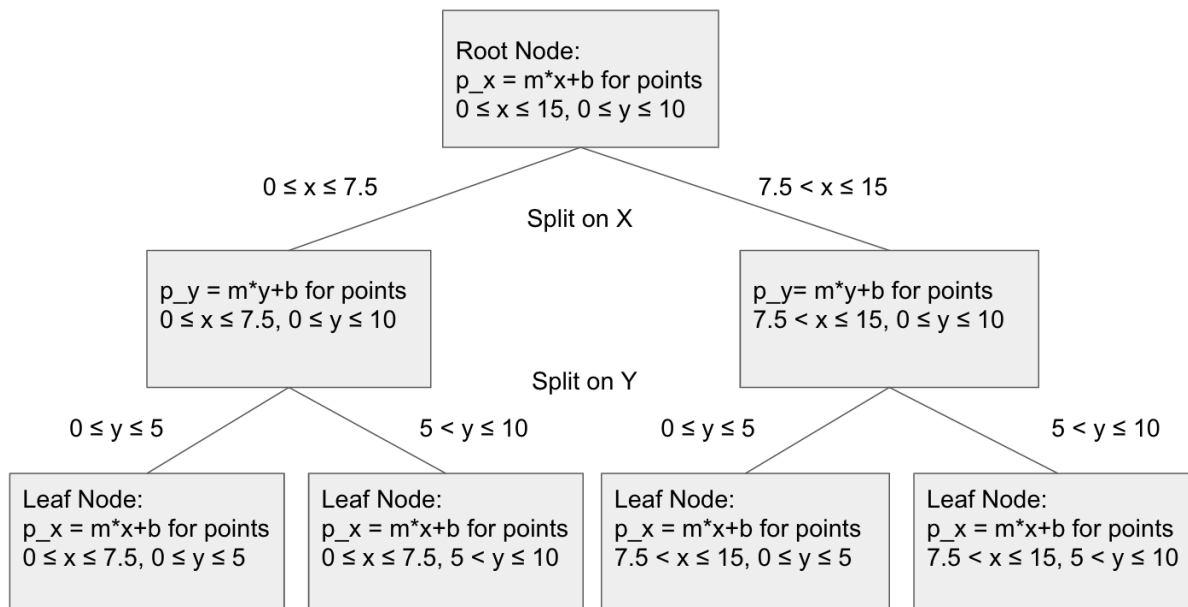 Root Node:
p_x = m*x+b for points
0 ≤ x ≤ 15, 0 ≤ y ≤ 10
0 ≤ x ≤ 7.5
7.5 < x ≤ 15
Split on X
p_y = m*y+b for points
0 ≤ x ≤ 7.5, 0 ≤ y ≤ 10
p_y= m*y+b for points
7.5 < x ≤ 15, 0 ≤ y ≤ 10
Split on Y
0 ≤ y ≤ 5
5 < y ≤ 10
0 ≤ y ≤ 5
5 < y ≤ 10
Leaf Node:
p_x = m*x+b for points
0 ≤ x ≤ 7.5, 0 ≤ y ≤ 5
Leaf Node:
p_x = m*x+b for points
0 ≤ x ≤ 7.5, 5 < y ≤ 10
Leaf Node:
p_x = m*x+b for points
7.5 < x ≤ 15, 0 ≤ y ≤ 5
Leaf Node:
p_x = m*x+b for points
7.5 < x ≤ 15, 5 < y ≤ 10